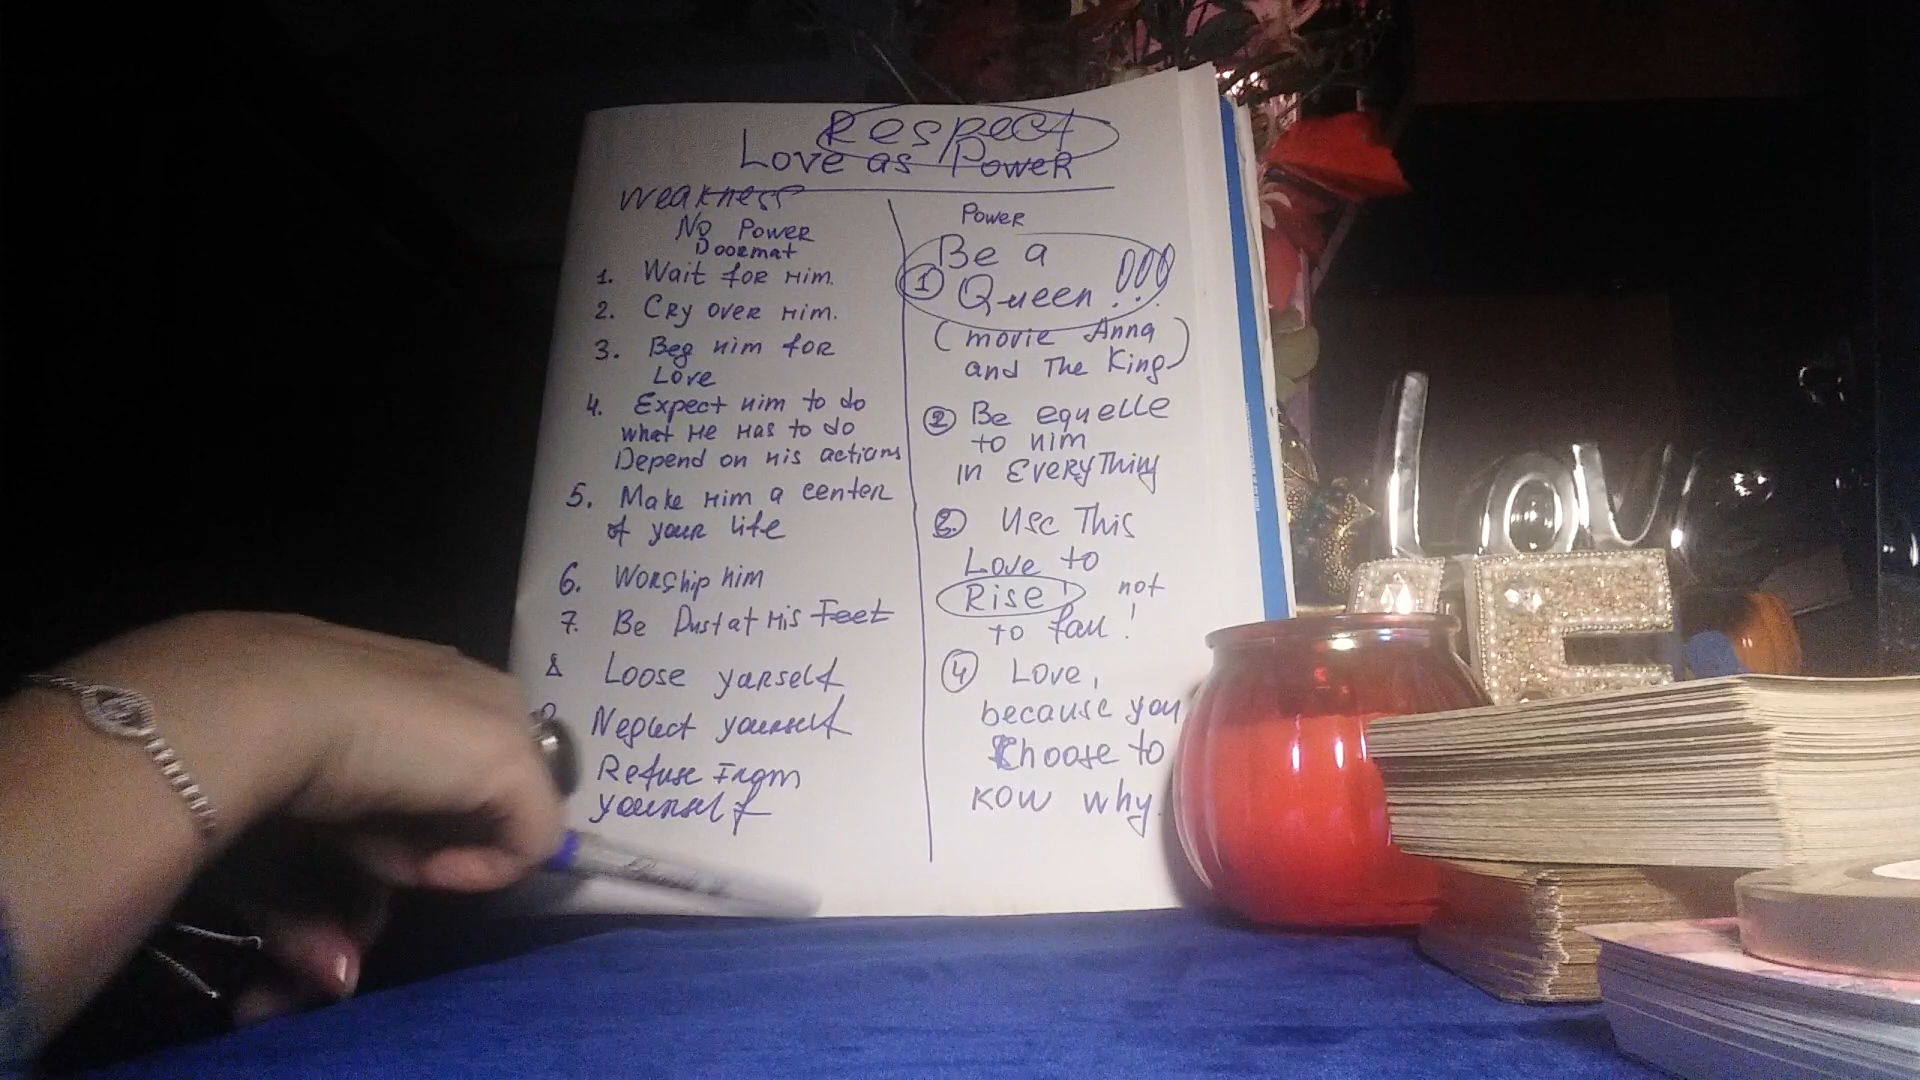 Respect
Love as Power
Weakness
No Power
Doormat
1. Wait for Him.
2. Cry over Him.
3. Beg him for
Love
4. Expect him to do
what He Has to do
Depend on his actions
5. Make Him a center
of your life
6. Worship him
7. Be Dust at His Feet
8 Loose yourself
9 Neglect yourself
Refuse From
yourself
Power
Be a
① Queen!!!
(movie Anna
and The King)
② Be equelle
to him
in EveryThing
③ Use This
Love to
Rise! not
to fall!
④ Love,
because you
Choose to
KOW why.
LOVE